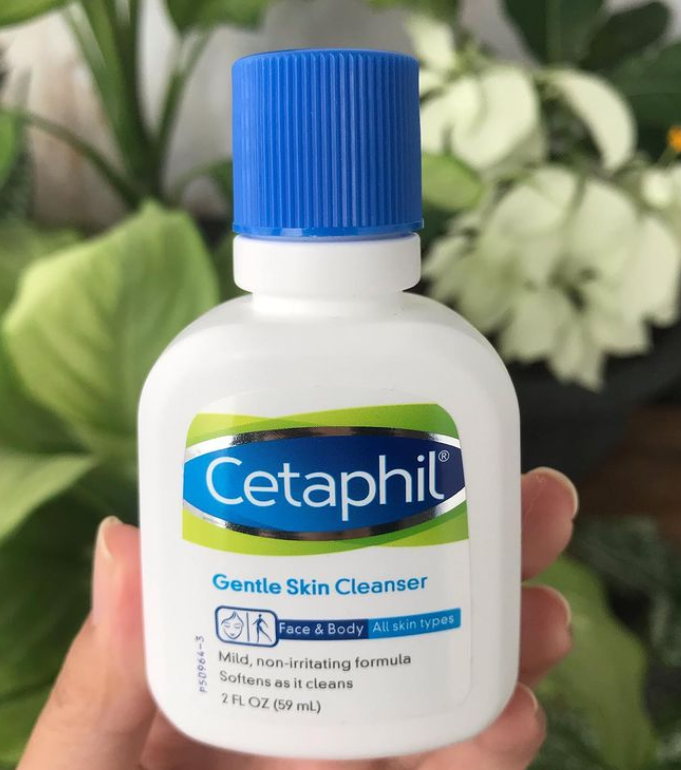 Cetaphil®
Gentle Skin Cleanser
Face & Body All skin types
Mild, non-irritating formula
Softens as it cleans
2 FL OZ (59 mL)
P50964-3